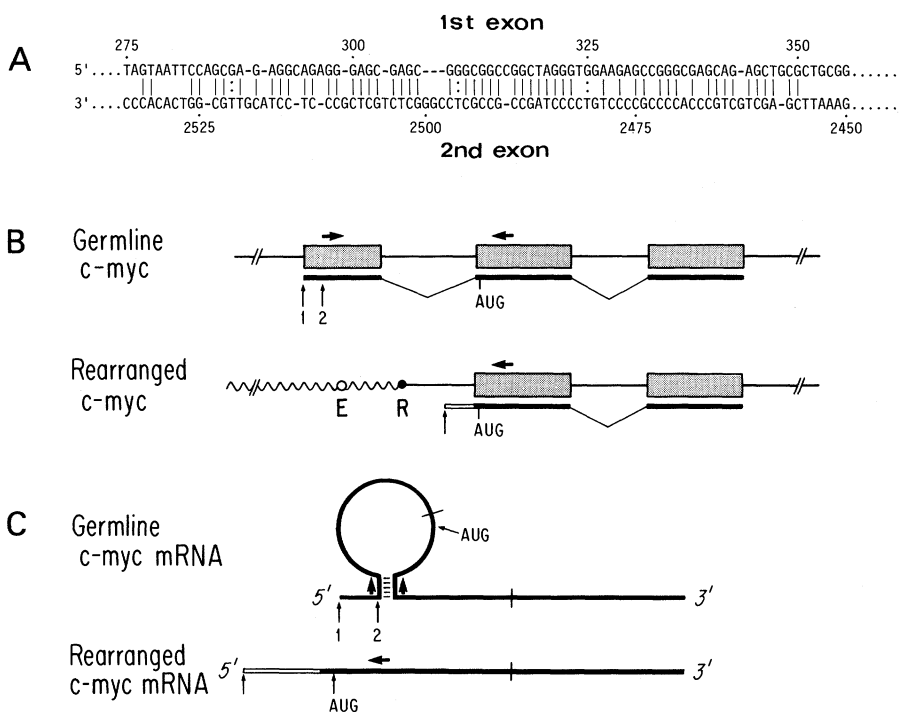 1st exon
275 300 325 350
A
5'....TAGTAATTCCAGCGA-G-AGGCAGAGG-GAGC-GAGC---GGGCGGCCGGCTAGGGTGGAAGAGCCGGGCGAGCAG-AGCTGCGCTGCGG......
3'....CCCACACTGG-CGTTGCATCC-TC-CCGCTCGTCTCGGGCCTCGCCG-CCGATCCCCTGTCCCCGCCCCACCCGTCGTCGA-GCTTAAAG......
2525 2500 2475 2450
2nd exon
B
Germline
c-myc
1 2 AUG
Rearranged
c-myc
E R AUG
C
Germline
c-myc mRNA
AUG
5' 3'
1 2
Rearranged
c-myc mRNA
5' 3'
AUG